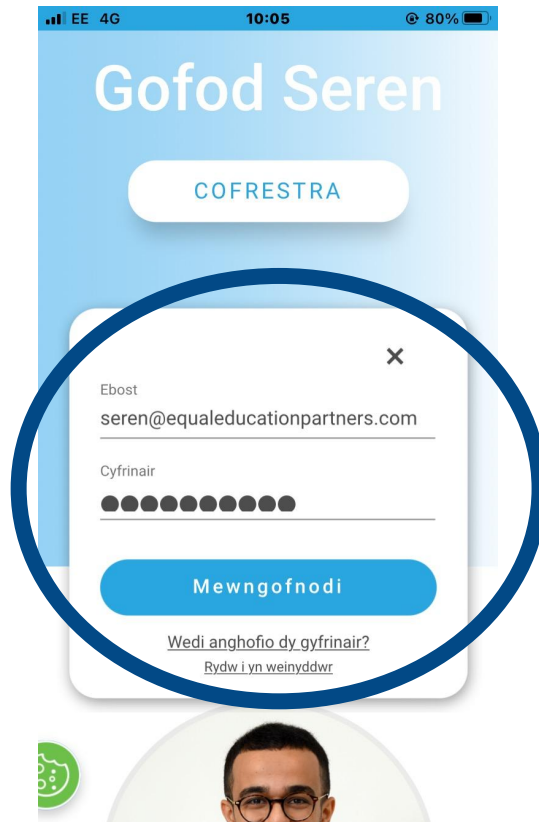 EE 4G 10:05 80%
Gofod Seren
COFRESTRA
×
Ebost
seren@equaleducationpartners.com
Cyfrinair
●●●●●●●●●●
Mewngofnodi
Wedi anghofio dy gyfrinair?
Rydw i yn weinyddwr